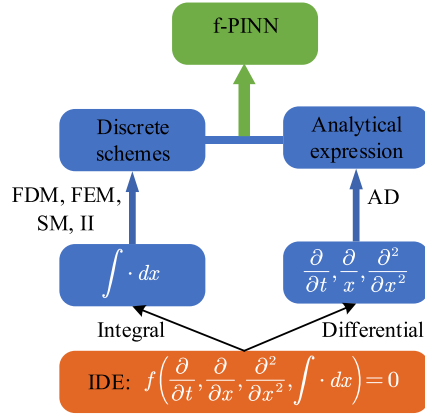 f-PINN
Discrete
schemes
Analytical
expression
FDM, FEM,
SM, II
AD
∫ · dx
∂/∂t, ∂/x, ∂²/∂x²
Integral
Differential
IDE: f(∂/∂t, ∂/∂x, ∂²/∂x², ∫ · dx) = 0